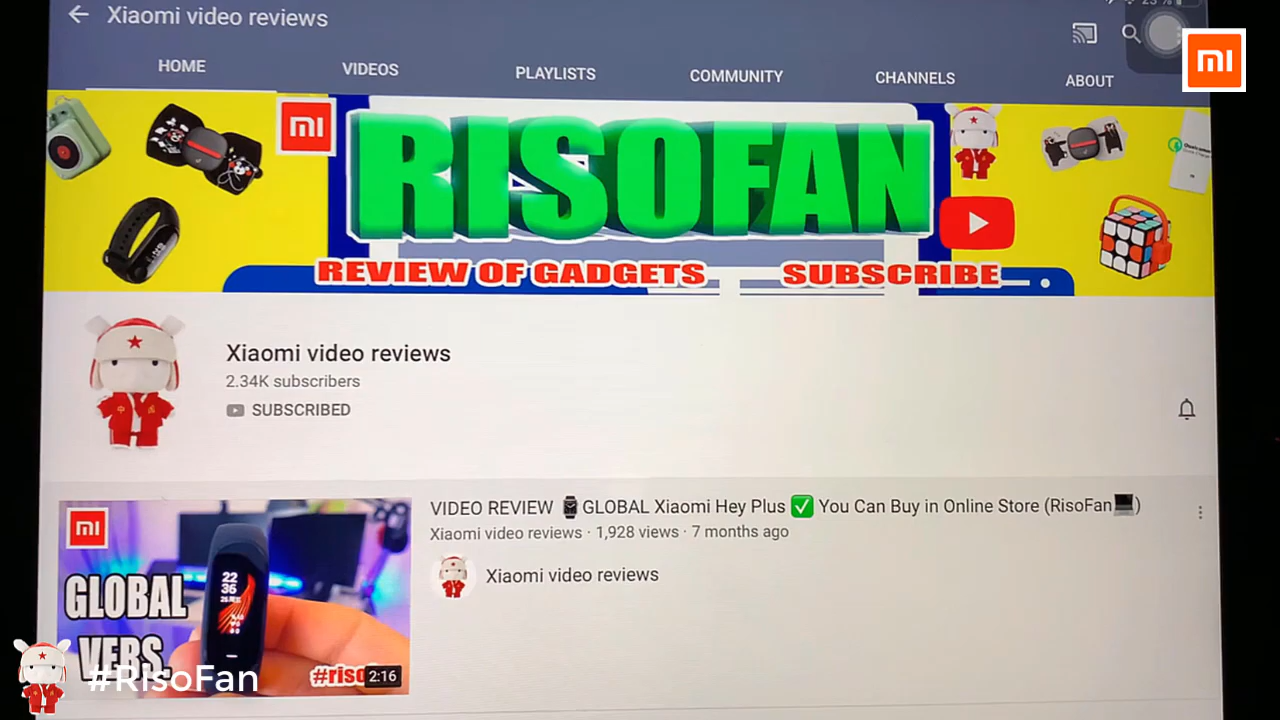 Xiaomi video reviews
23 %
HOME VIDEOS PLAYLISTS COMMUNITY CHANNELS ABOUT
RISOFAN
REVIEW OF GADGETS SUBSCRIBE
Xiaomi video reviews
2.34K subscribers
SUBSCRIBED
VIDEO REVIEW ⌚GLOBAL Xiaomi Hey Plus ✅ You Can Buy in Online Store (RisoFan💻)
Xiaomi video reviews · 1,928 views · 7 months ago
Xiaomi video reviews
mi
mi
mi
22
36
GLOBAL
VERS.
#riso
2:16
#RisoFan